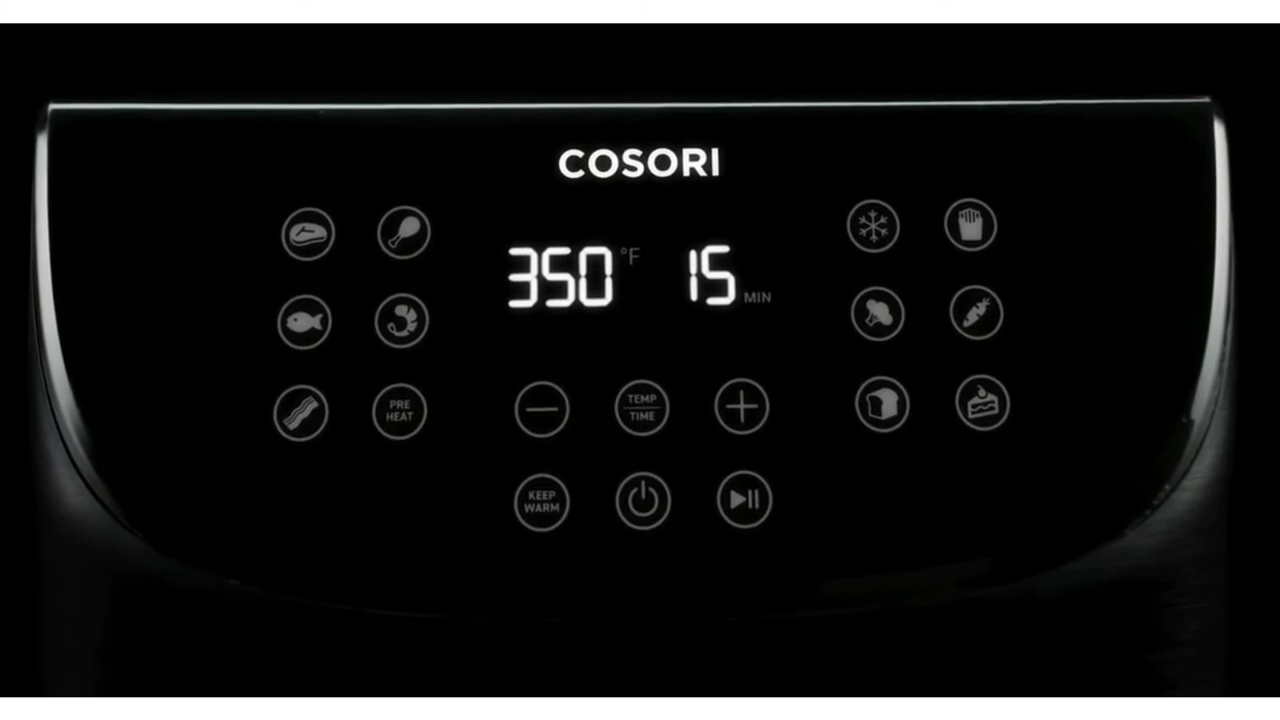 COSORI
350 °F 15 MIN
PRE
HEAT
TEMP
TIME
KEEP
WARM